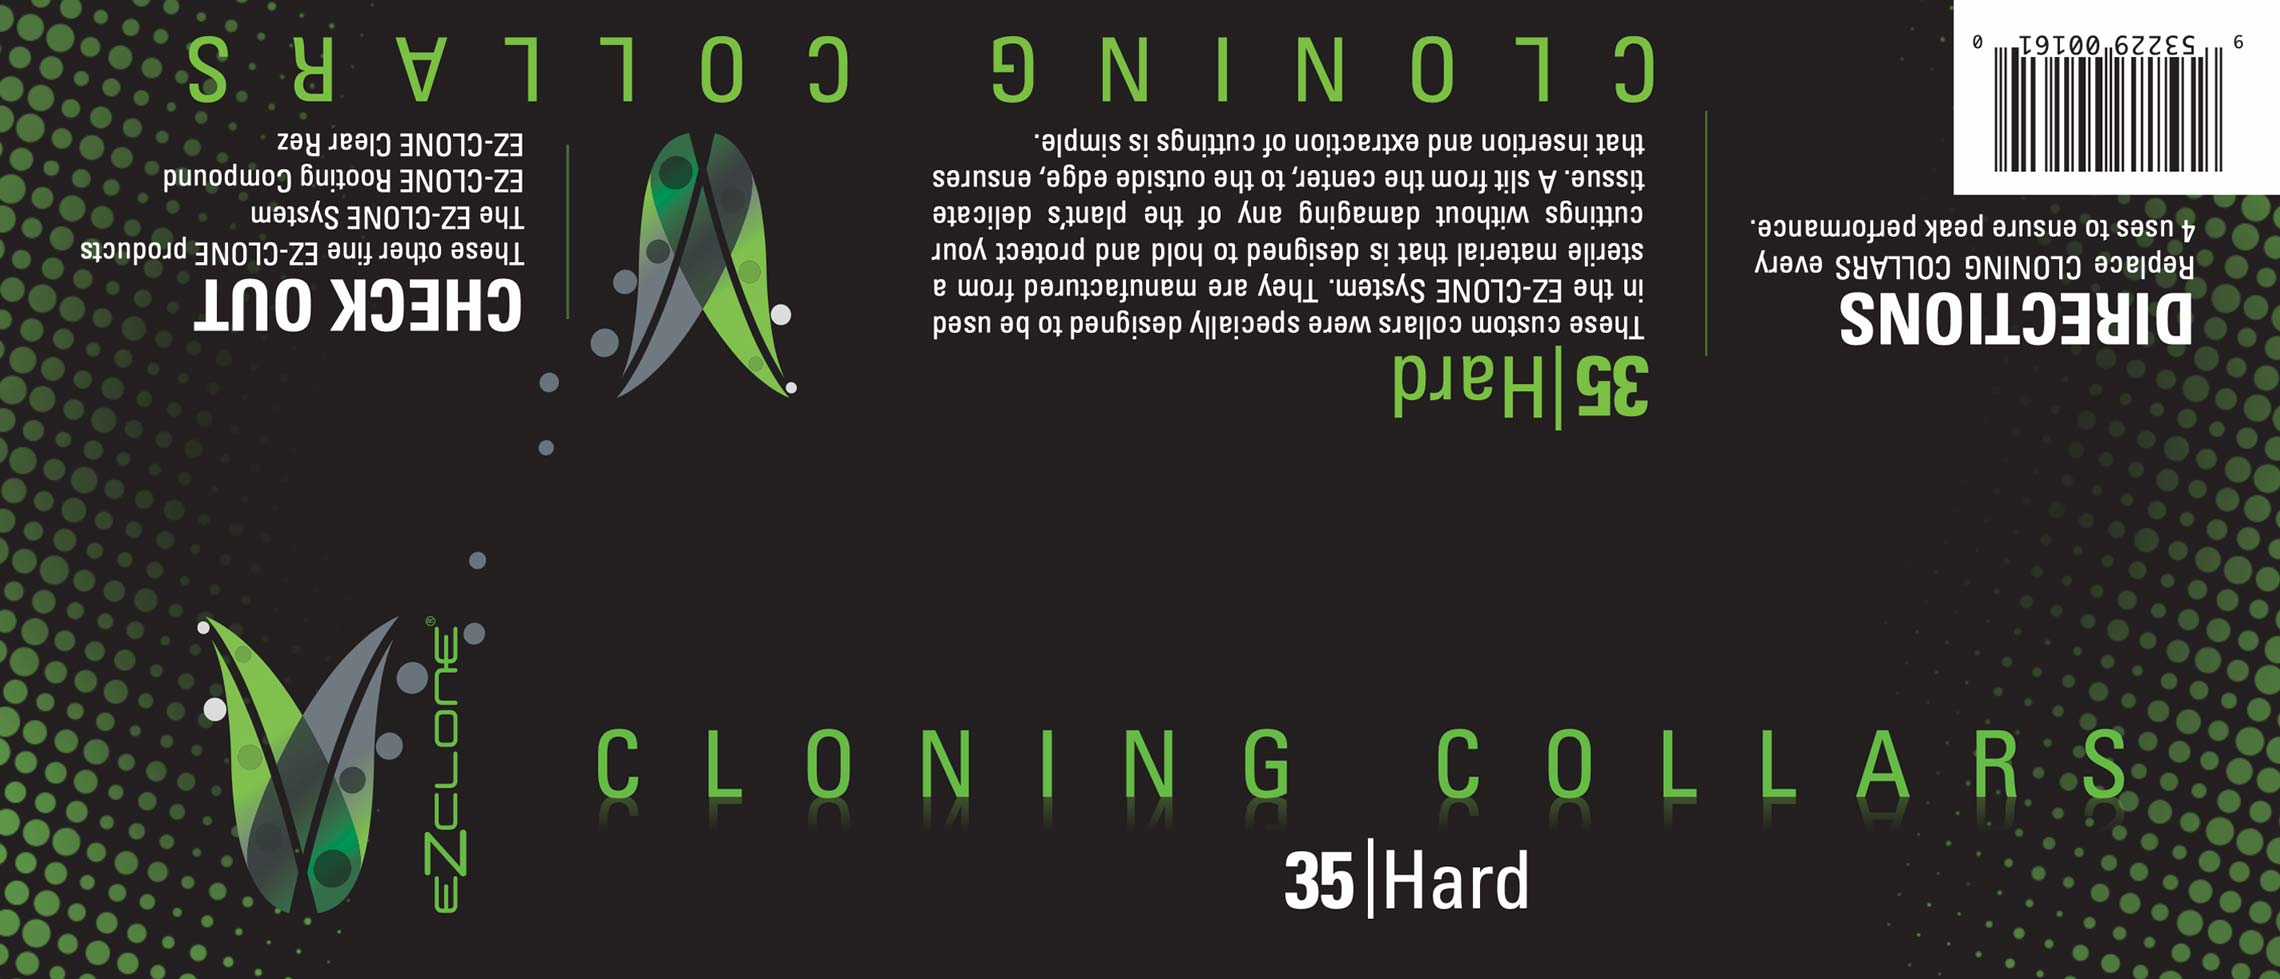 CLONING COLLARS
35|Hard
These custom collars were specially designed to be used
in the EZ-CLONE System. They are manufactured from a
sterile material that is designed to hold and protect your
cuttings without damaging any of the plant's delicate
tissue. A slit from the center, to the outside edge, ensures
that insertion and extraction of cuttings is simple.
DIRECTIONS
Replace CLONING COLLARS every
4 uses to ensure peak performance.
9 53229 00161 0
CHECK OUT
These other fine EZ-CLONE products
The EZ-CLONE System
EZ-CLONE Rooting Compound
EZ-CLONE Clear Rez
eZclone®
CLONING COLLARS
35|Hard